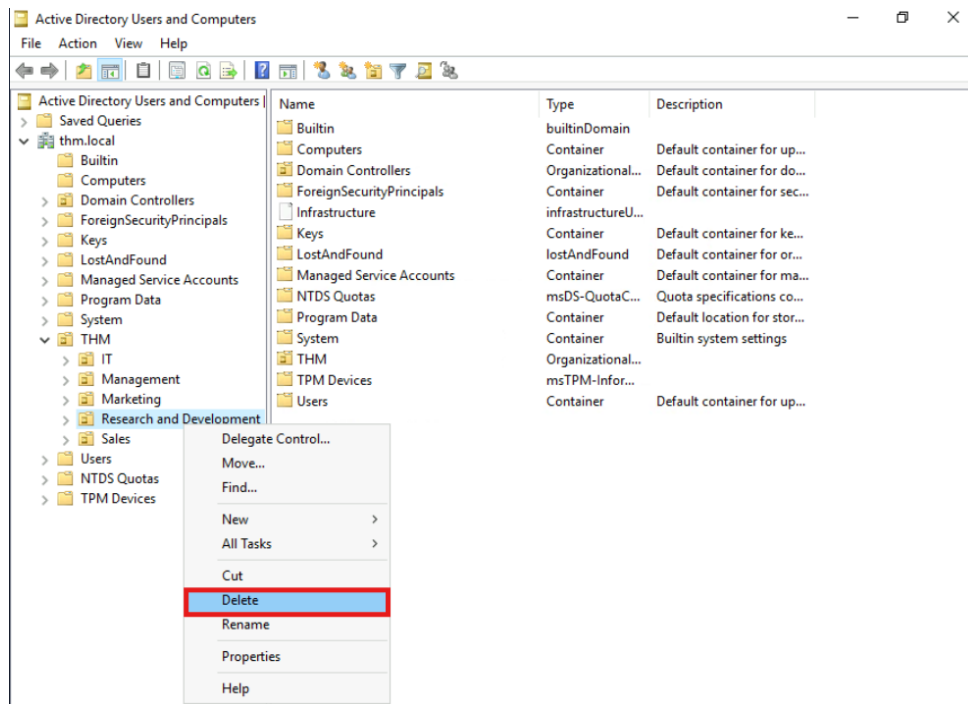 Active Directory Users and Computers
File Action View Help
Active Directory Users and Computers
Saved Queries
thm.local
Builtin
Computers
Domain Controllers
ForeignSecurityPrincipals
Keys
LostAndFound
Managed Service Accounts
Program Data
System
THM
IT
Management
Marketing
Research and Development
Sales
Users
NTDS Quotas
TPM Devices
Name Type Description
Builtin builtinDomain
Computers Container Default container for up...
Domain Controllers Organizational... Default container for do...
ForeignSecurityPrincipals Container Default container for sec...
Infrastructure infrastructureU...
Keys Container Default container for ke...
LostAndFound lostAndFound Default container for or...
Managed Service Accounts Container Default container for ma...
NTDS Quotas msDS-QuotaC... Quota specifications co...
Program Data Container Default location for stor...
System Container Builtin system settings
THM Organizational...
TPM Devices msTPM-Infor...
Users Container Default container for up...
Delegate Control...
Move...
Find...
New
All Tasks
Cut
Delete
Rename
Properties
Help